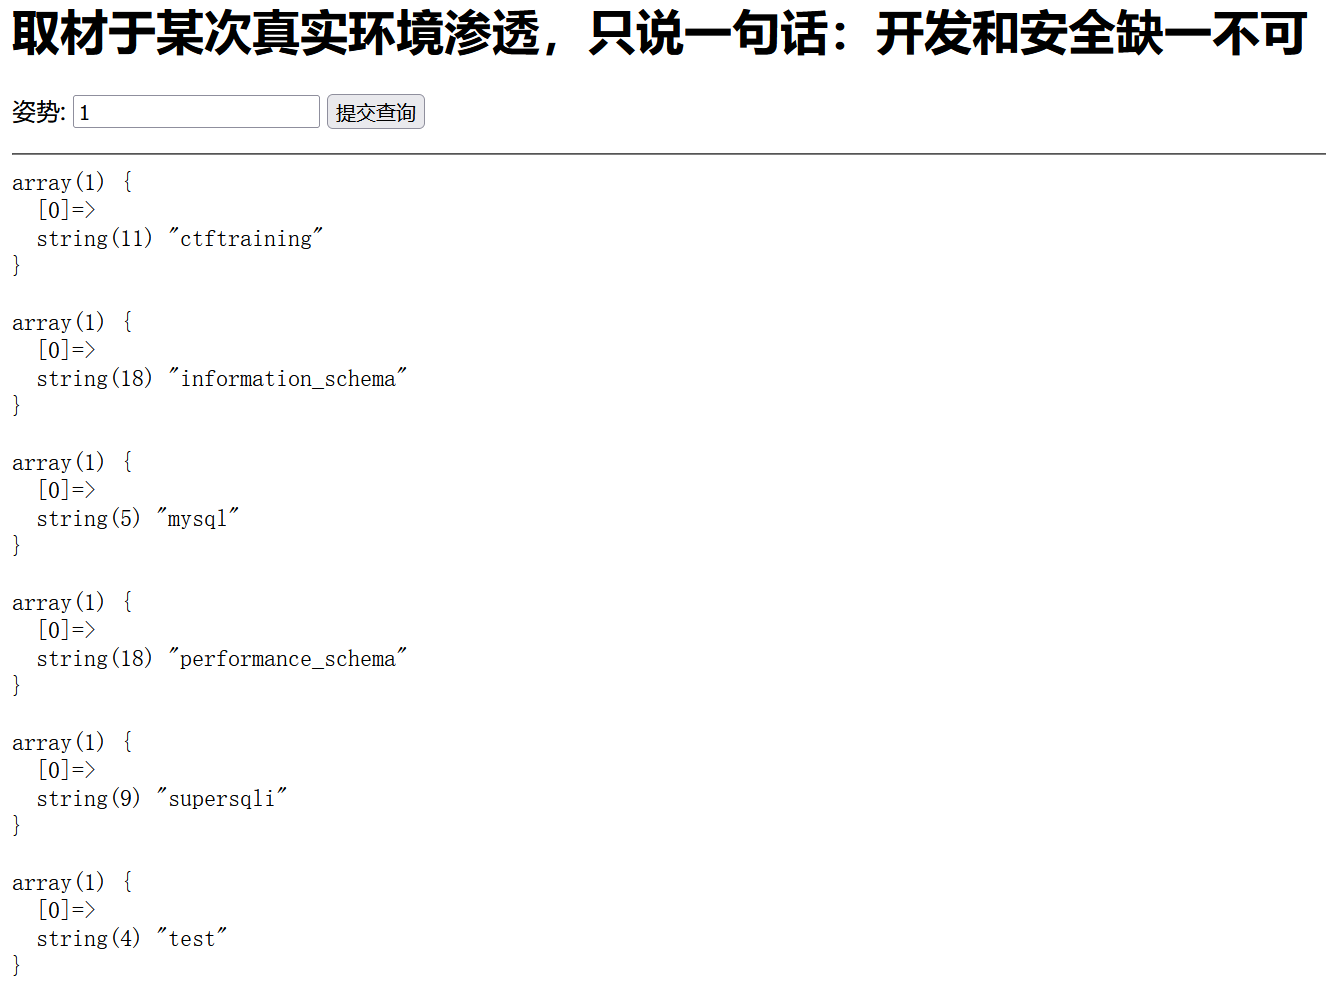 取材于某次真实环境渗透，只说一句话：开发和安全缺一不可
姿势: 1 提交查询
array(1) {
  [0]=>
  string(11) "ctftraining"
}
array(1) {
  [0]=>
  string(18) "information_schema"
}
array(1) {
  [0]=>
  string(5) "mysql"
}
array(1) {
  [0]=>
  string(18) "performance_schema"
}
array(1) {
  [0]=>
  string(9) "supersqli"
}
array(1) {
  [0]=>
  string(4) "test"
}